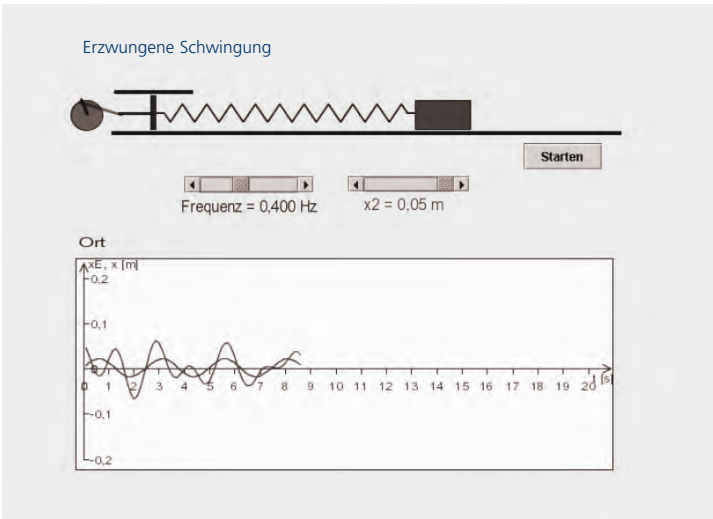 Erzwungene Schwingung
Starten
Frequenz = 0,400 Hz
x2 = 0,05 m
Ort
xE, x [m]
0,2
0,1
0
-0,1
-0,2
0 1 2 3 4 5 6 7 8 9 10 11 12 13 14 15 16 17 18 19 20 t [s]